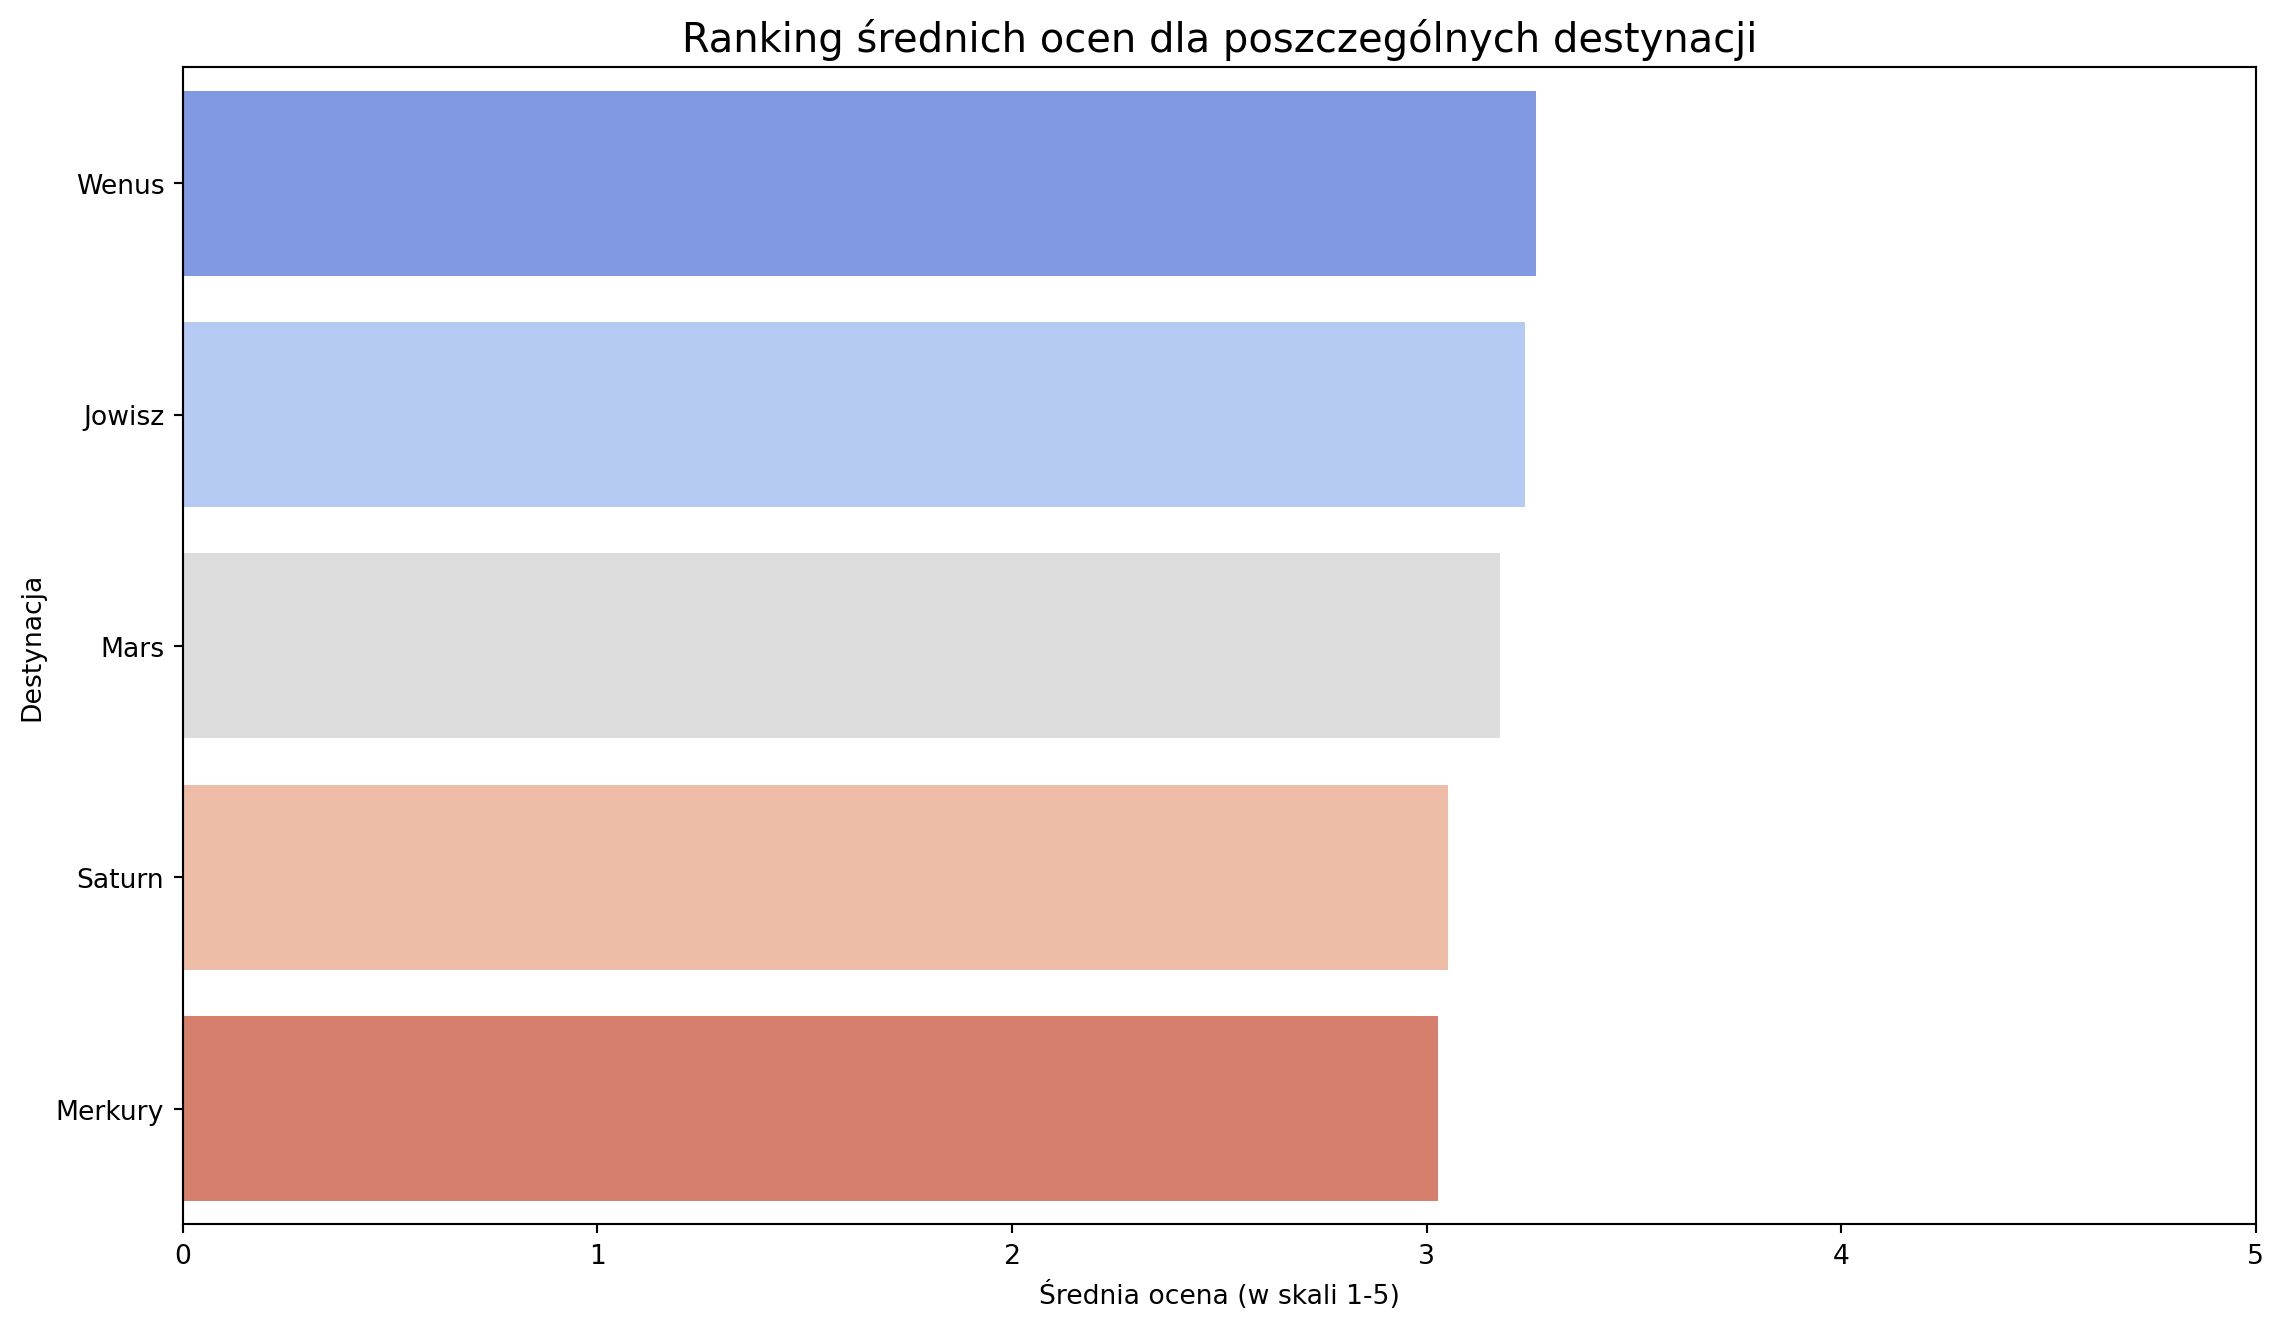 Ranking średnich ocen dla poszczególnych destynacji
Destynacja
Wenus
Jowisz
Mars
Saturn
Merkury
0 1 2 3 4 5
Średnia ocena (w skali 1-5)